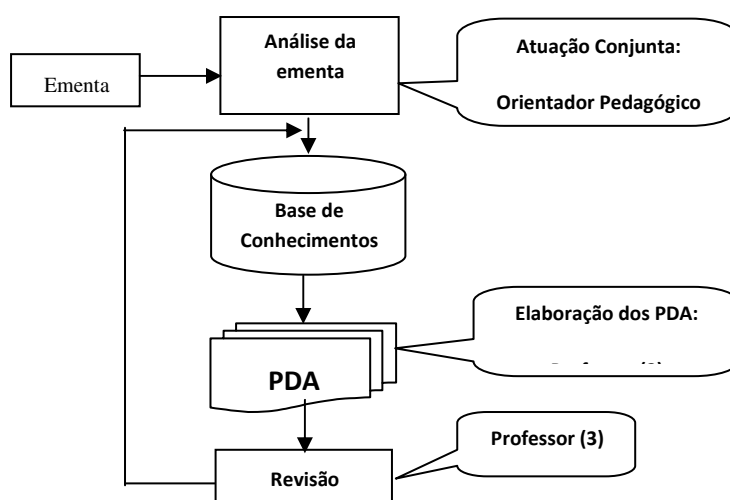 Análise da
ementa
Atuação Conjunta:
Orientador Pedagógico
Ementa
Base de
Conhecimentos
Elaboração dos PDA:
PDA
Professor (3)
Revisão